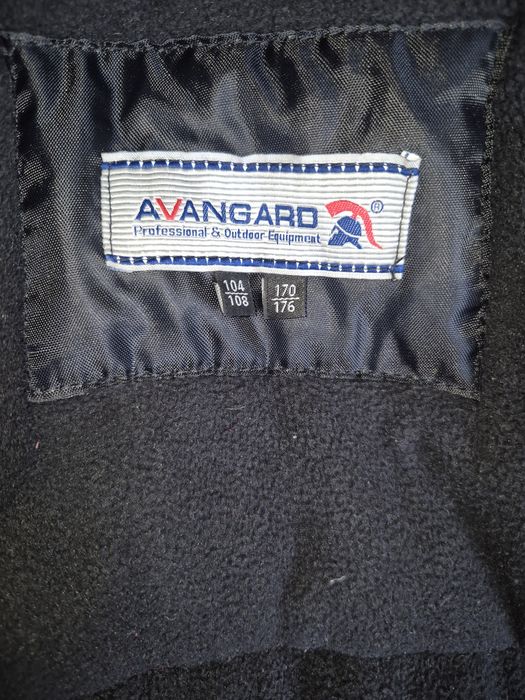 AVANGARD ®
Professional & Outdoor Equipment
104 170
108 176